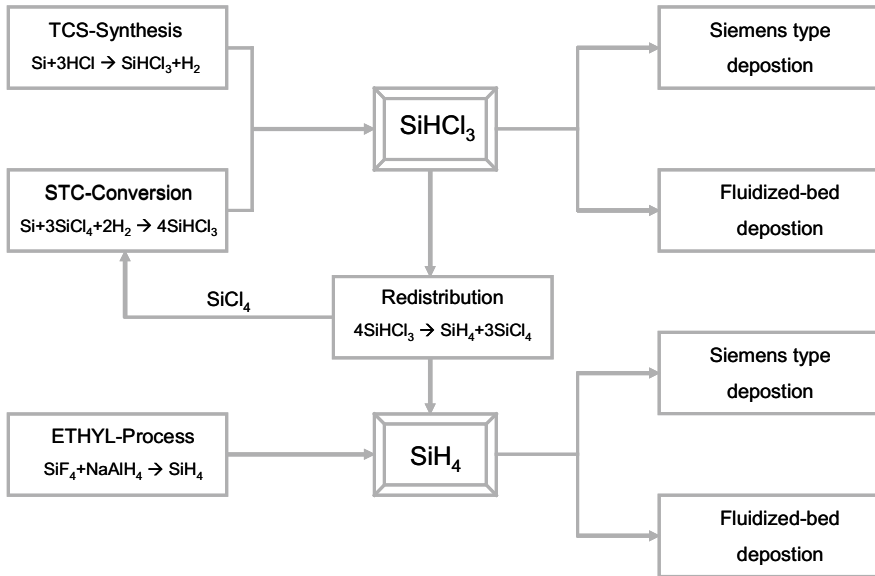 TCS-Synthesis
Si+3HCl → SiHCl₃+H₂
Siemens type
depostion
SiHCl₃
STC-Conversion
Si+3SiCl₄+2H₂ → 4SiHCl₃
Fluidized-bed
depostion
SiCl₄
Redistribution
4SiHCl₃ → SiH₄+3SiCl₄
Siemens type
depostion
ETHYL-Process
SiF₄+NaAlH₄ → SiH₄
SiH₄
Fluidized-bed
depostion